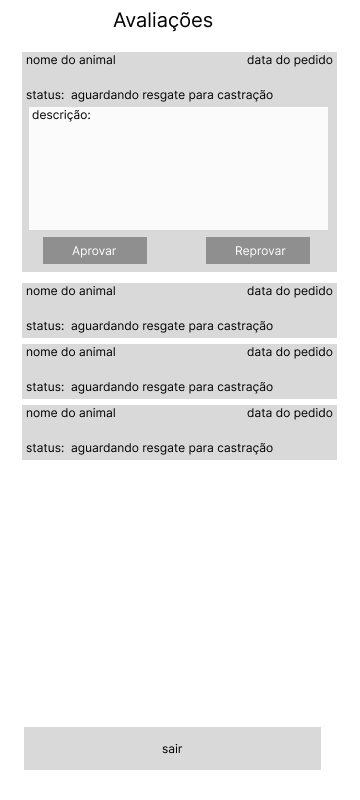 Avaliações
nome do animal data do pedido
status: aguardando resgate para castração
descrição:
Aprovar Reprovar
nome do animal data do pedido
status: aguardando resgate para castração
nome do animal data do pedido
status: aguardando resgate para castração
nome do animal data do pedido
status: aguardando resgate para castração
sair